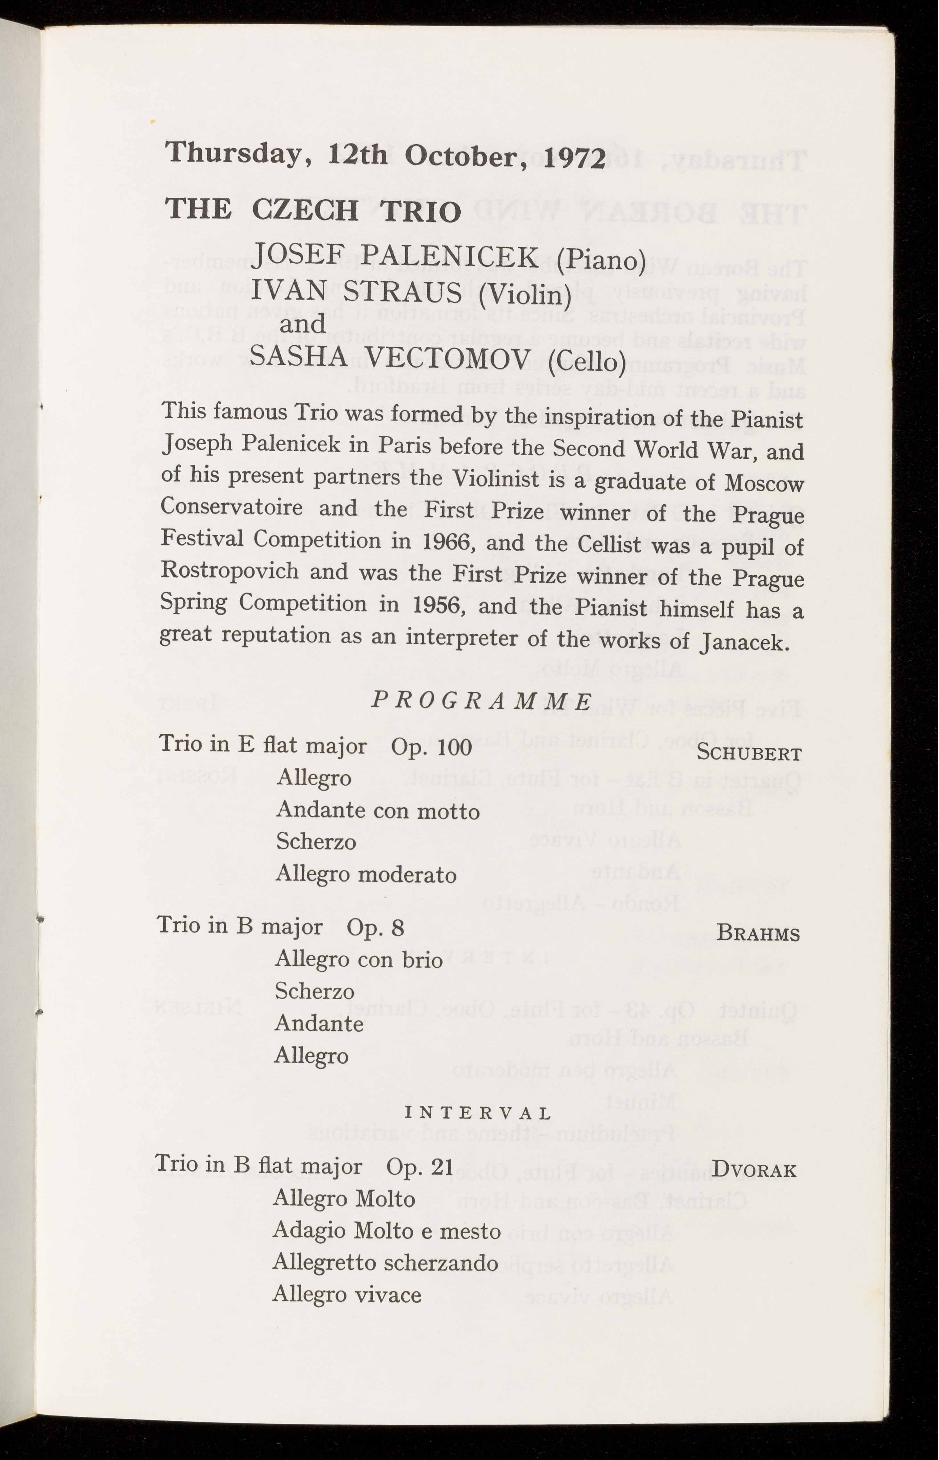 Thursday, 12th October, 1972
THE CZECH TRIO
JOSEF PALENICEK (Piano)
IVAN STRAUS (Violin)
and
SASHA VECTOMOV (Cello)
This famous Trio was formed by the inspiration of the Pianist
Joseph Palenicek in Paris before the Second World War, and
of his present partners the Violinist is a graduate of Moscow
Conservatoire and the First Prize winner of the Prague
Festival Competition in 1966, and the Cellist was a pupil of
Rostropovich and was the First Prize winner of the Prague
Spring Competition in 1956, and the Pianist himself has a
great reputation as an interpreter of the works of Janacek.
PROGRAMME
Trio in E flat major Op. 100 SCHUBERT
Allegro
Andante con motto
Scherzo
Allegro moderato
Trio in B major Op. 8 BRAHMS
Allegro con brio
Scherzo
Andante
Allegro
INTERVAL
Trio in B flat major Op. 21 DVORAK
Allegro Molto
Adagio Molto e mesto
Allegretto scherzando
Allegro vivace